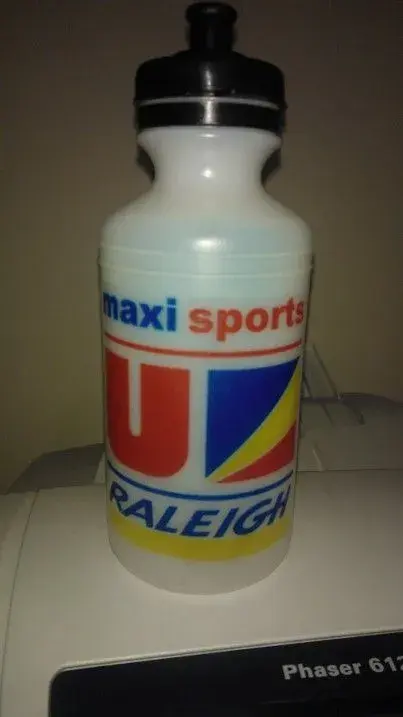 maxi sports
U
RALEIGH
Phaser 612